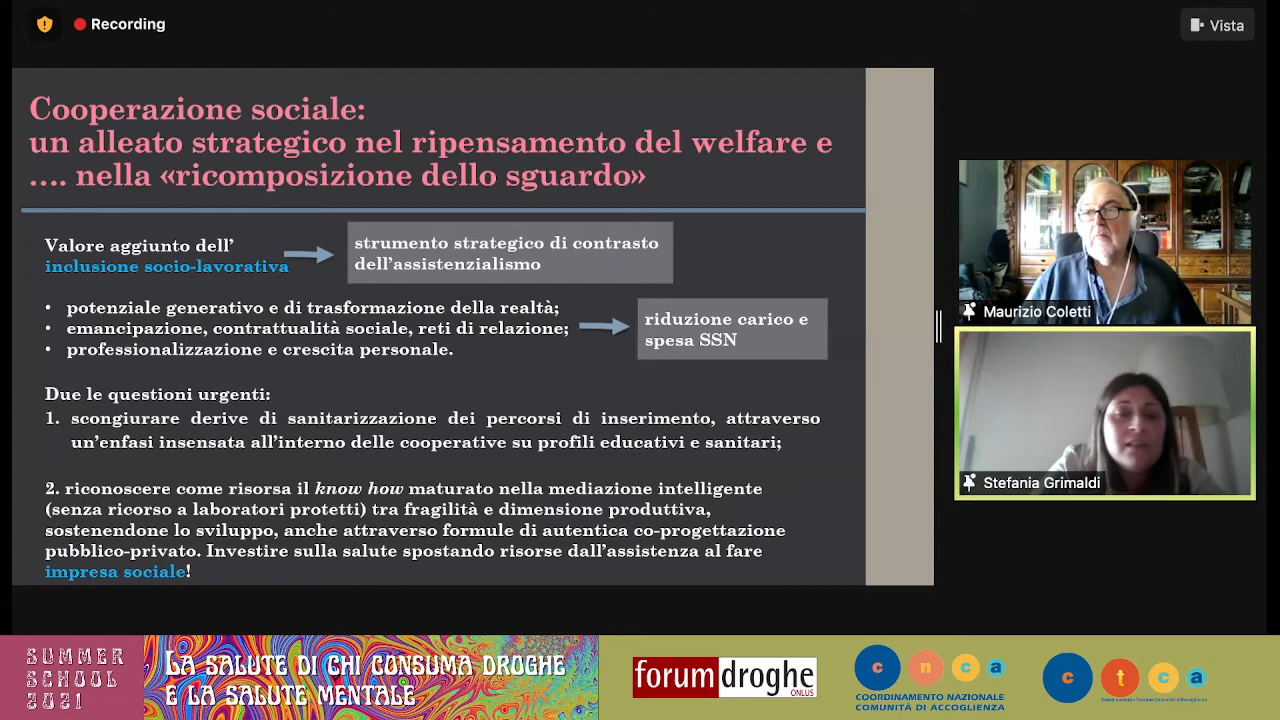 Recording
Vista
Cooperazione sociale:
un alleato strategico nel ripensamento del welfare e
…. nella «ricomposizione dello sguardo»
Valore aggiunto dell’
inclusione socio-lavorativa
strumento strategico di contrasto
dell’assistenzialismo
• potenziale generativo e di trasformazione della realtà;
• emancipazione, contrattualità sociale, reti di relazione;
• professionalizzazione e crescita personale.
riduzione carico e
spesa SSN
Due le questioni urgenti:
1. scongiurare derive di sanitarizzazione dei percorsi di inserimento, attraverso
un’enfasi insensata all’interno delle cooperative su profili educativi e sanitari;
2. riconoscere come risorsa il know how maturato nella mediazione intelligente
(senza ricorso a laboratori protetti) tra fragilità e dimensione produttiva,
sostenendone lo sviluppo, anche attraverso formule di autentica co-progettazione
pubblico-privato. Investire sulla salute spostando risorse dall’assistenza al fare
impresa sociale!
Maurizio Coletti
Stefania Grimaldi
SUMMER
SCHOOL
2021
LA SALUTE DI CHI CONSUMA DROGHE
E LA SALUTE MENTALE
forumdroghe
ONLUS
c n c a
COORDINAMENTO NAZIONALE
COMUNITÀ DI ACCOGLIENZA
c t c a